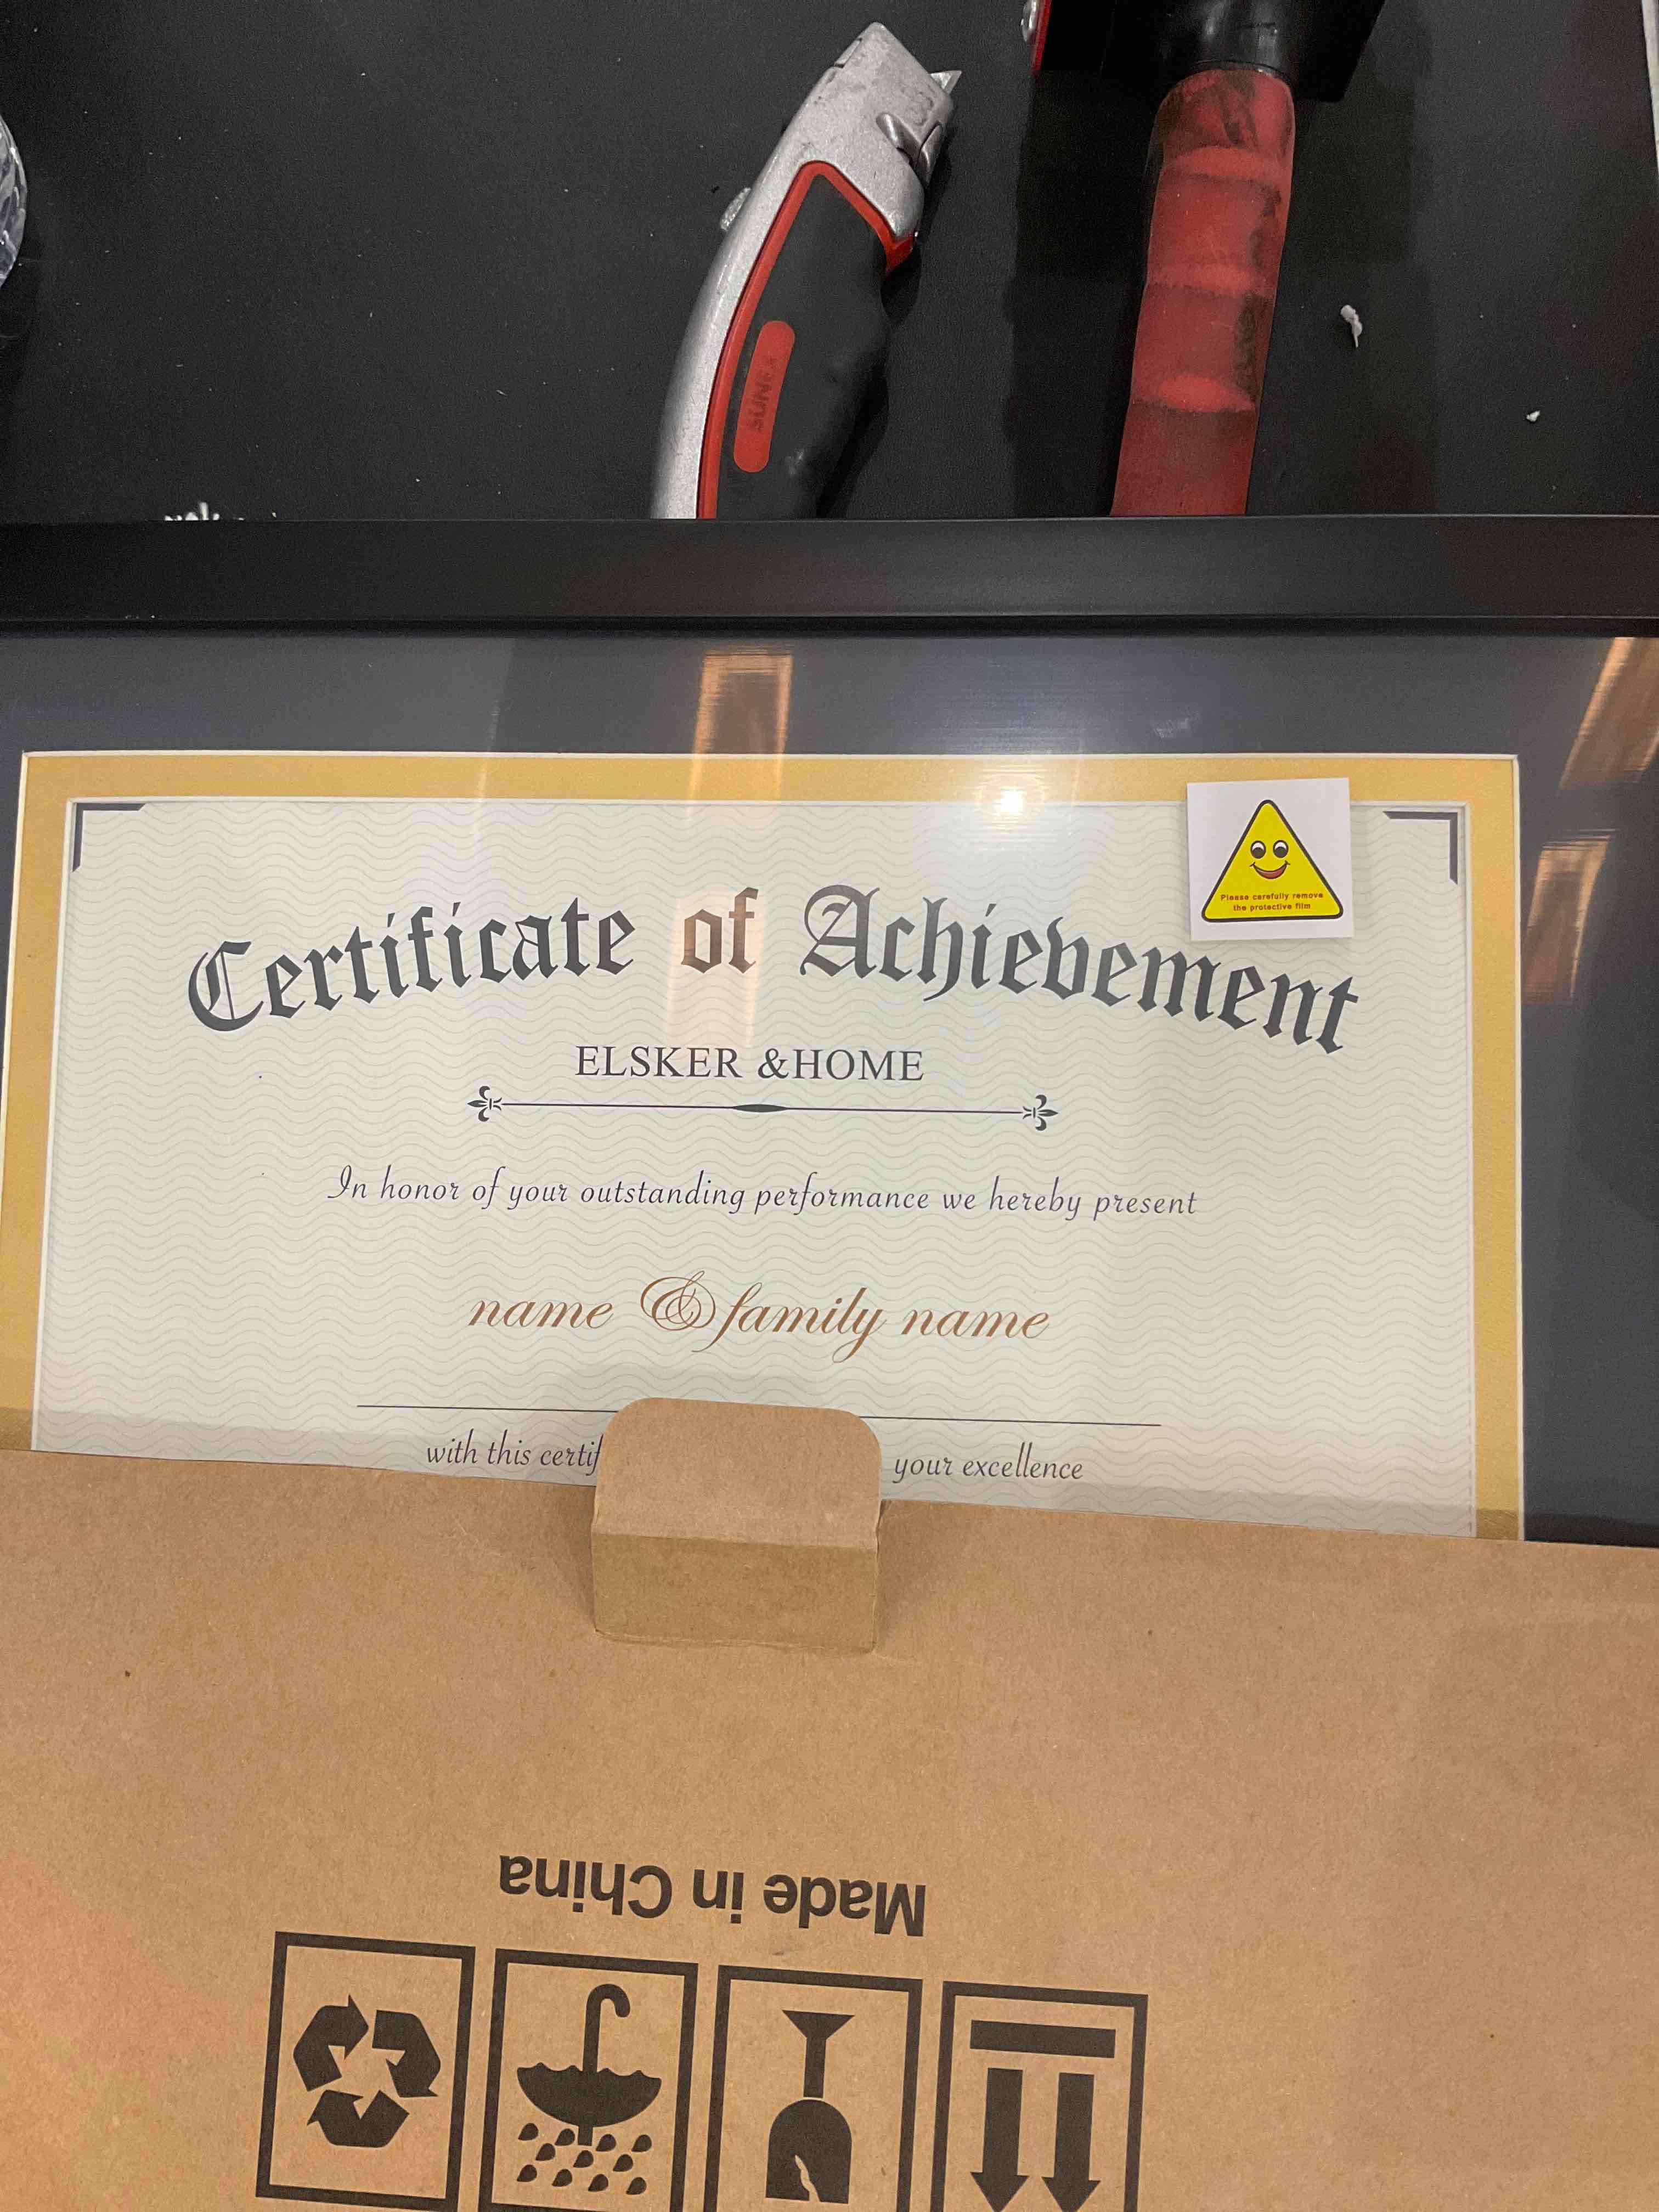 Please carefully remove
the protective film
Certificate of Achievement
ELSKER &HOME
In honor of your outstanding performance we hereby present
name & family name
with this certif
your excellence
Made in China